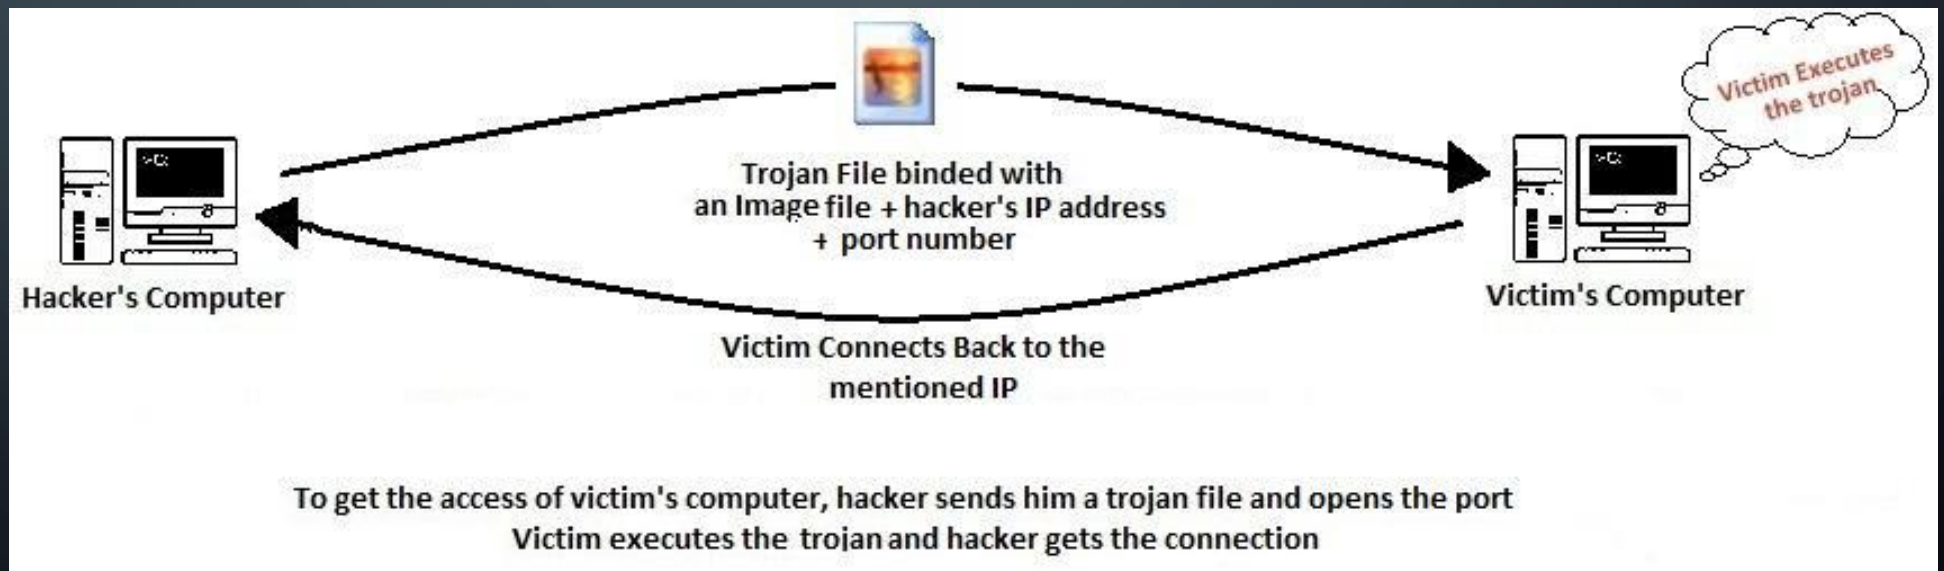 Victim Executes
the trojan
Trojan File binded with
an Image file + hacker's IP address
+ port number
Hacker's Computer
Victim's Computer
Victim Connects Back to the
mentioned IP
To get the access of victim's computer, hacker sends him a trojan file and opens the port
Victim executes the trojan and hacker gets the connection